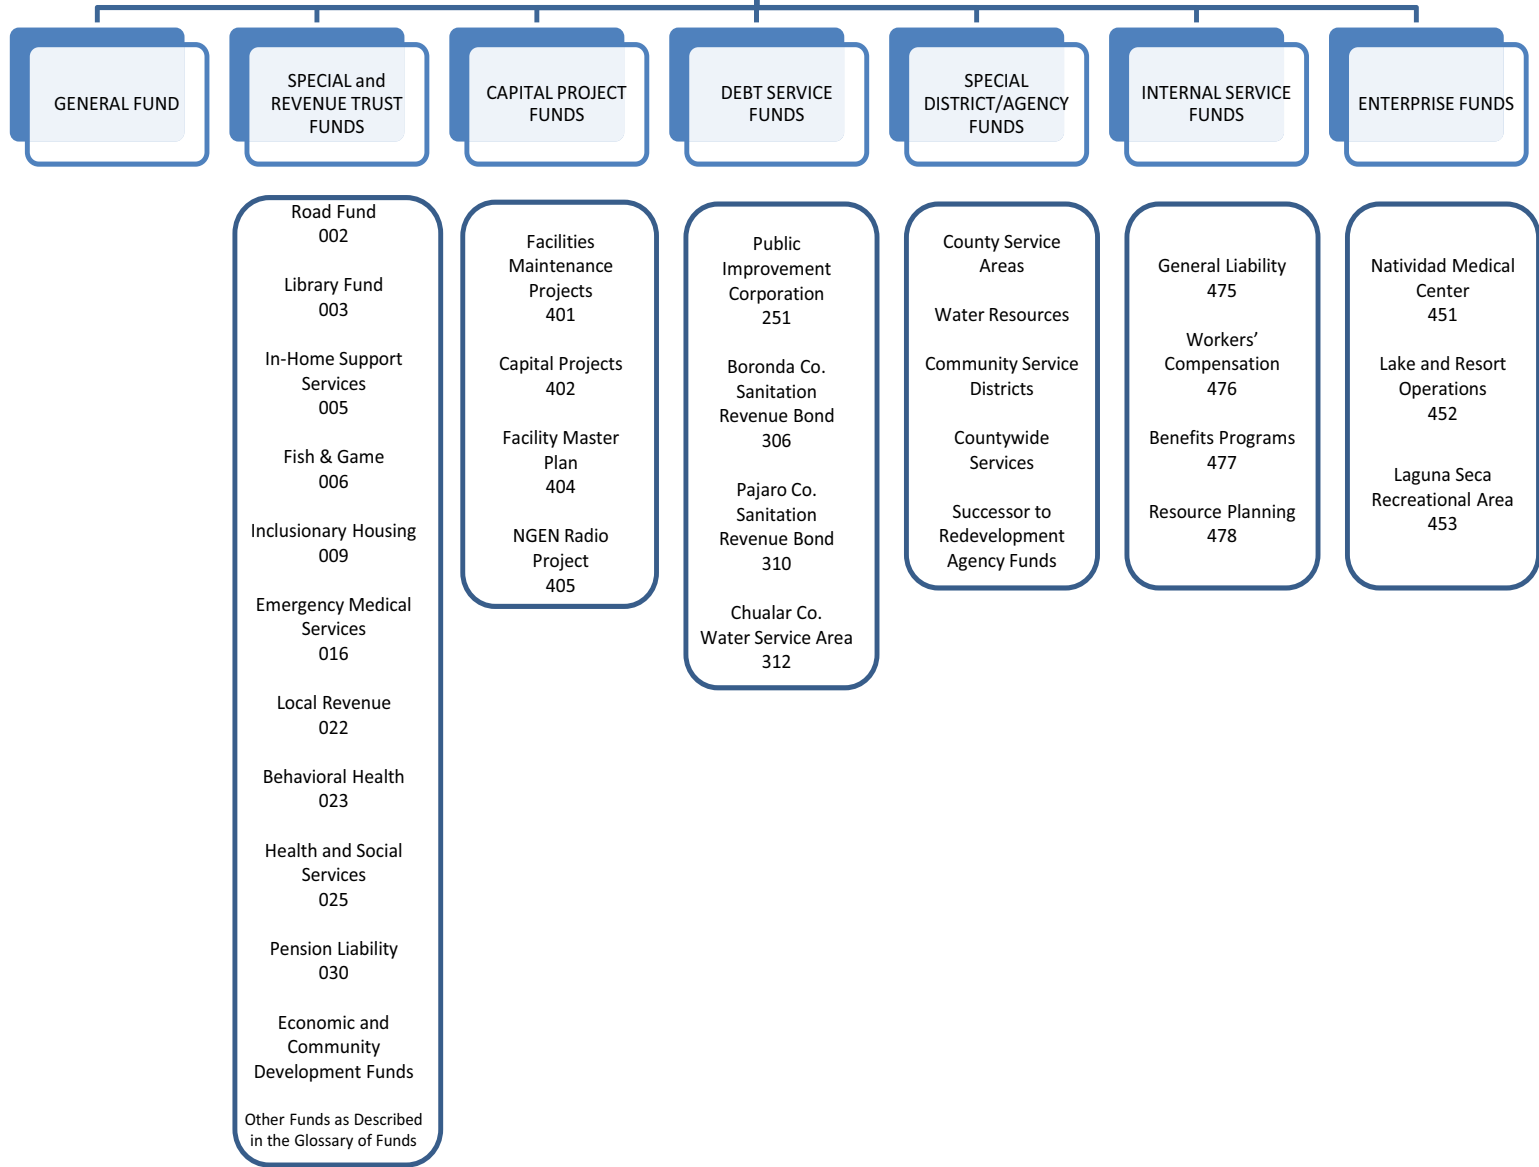 GENERAL FUND
SPECIAL and
REVENUE TRUST
FUNDS
CAPITAL PROJECT
FUNDS
DEBT SERVICE
FUNDS
SPECIAL
DISTRICT/AGENCY
FUNDS
INTERNAL SERVICE
FUNDS
ENTERPRISE FUNDS
Road Fund
002
Library Fund
003
In-Home Support
Services
005
Fish & Game
006
Inclusionary Housing
009
Emergency Medical
Services
016
Local Revenue
022
Behavioral Health
023
Health and Social
Services
025
Pension Liability
030
Economic and
Community
Development Funds
Other Funds as Described
in the Glossary of Funds
Facilities
Maintenance
Projects
401
Capital Projects
402
Facility Master
Plan
404
NGEN Radio
Project
405
Public
Improvement
Corporation
251
Boronda Co.
Sanitation
Revenue Bond
306
Pajaro Co.
Sanitation
Revenue Bond
310
Chualar Co.
Water Service Area
312
County Service
Areas
Water Resources
Community Service
Districts
Countywide
Services
Successor to
Redevelopment
Agency Funds
General Liability
475
Workers’
Compensation
476
Benefits Programs
477
Resource Planning
478
Natividad Medical
Center
451
Lake and Resort
Operations
452
Laguna Seca
Recreational Area
453